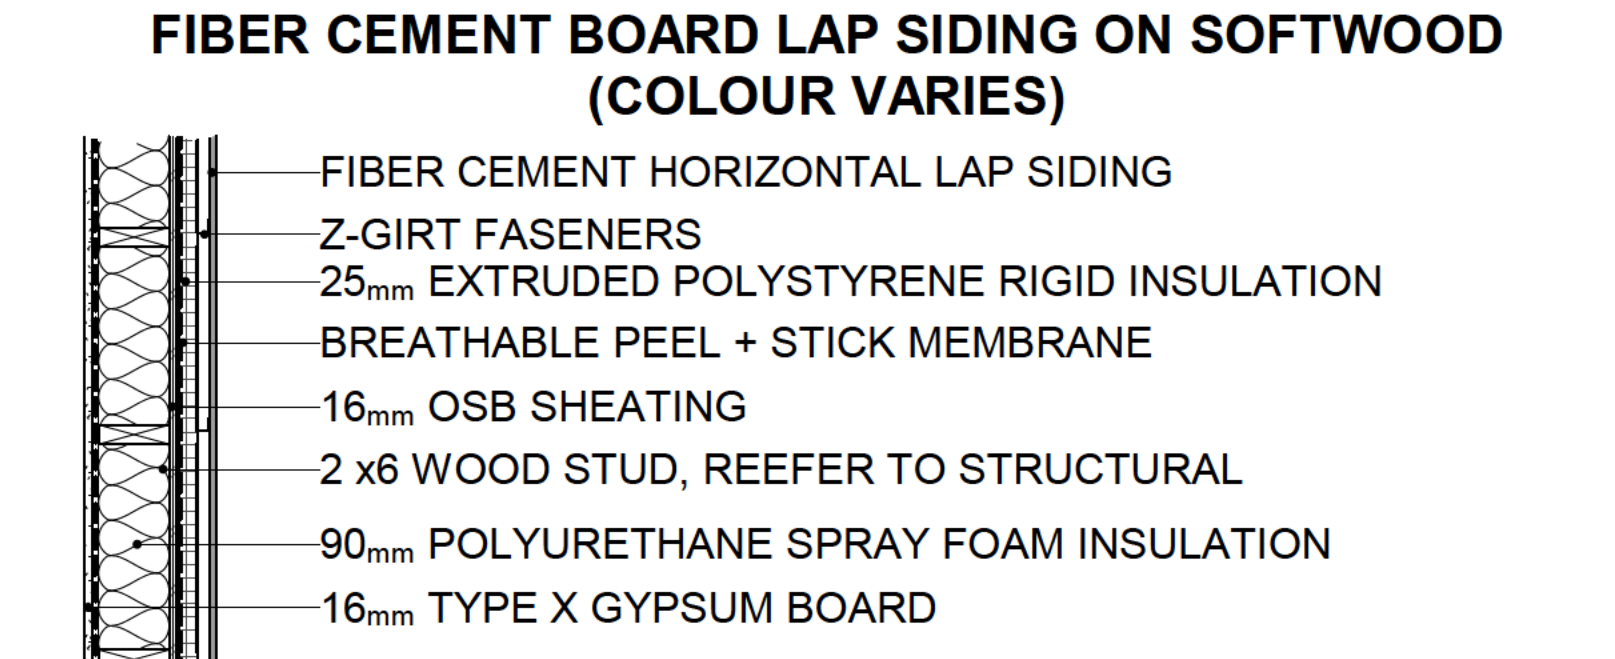 FIBER CEMENT BOARD LAP SIDING ON SOFTWOOD
(COLOUR VARIES)
FIBER CEMENT HORIZONTAL LAP SIDING
Z-GIRT FASENERS
25mm EXTRUDED POLYSTYRENE RIGID INSULATION
BREATHABLE PEEL + STICK MEMBRANE
16mm OSB SHEATING
2 x6 WOOD STUD, REEFER TO STRUCTURAL
90mm POLYURETHANE SPRAY FOAM INSULATION
16mm TYPE X GYPSUM BOARD